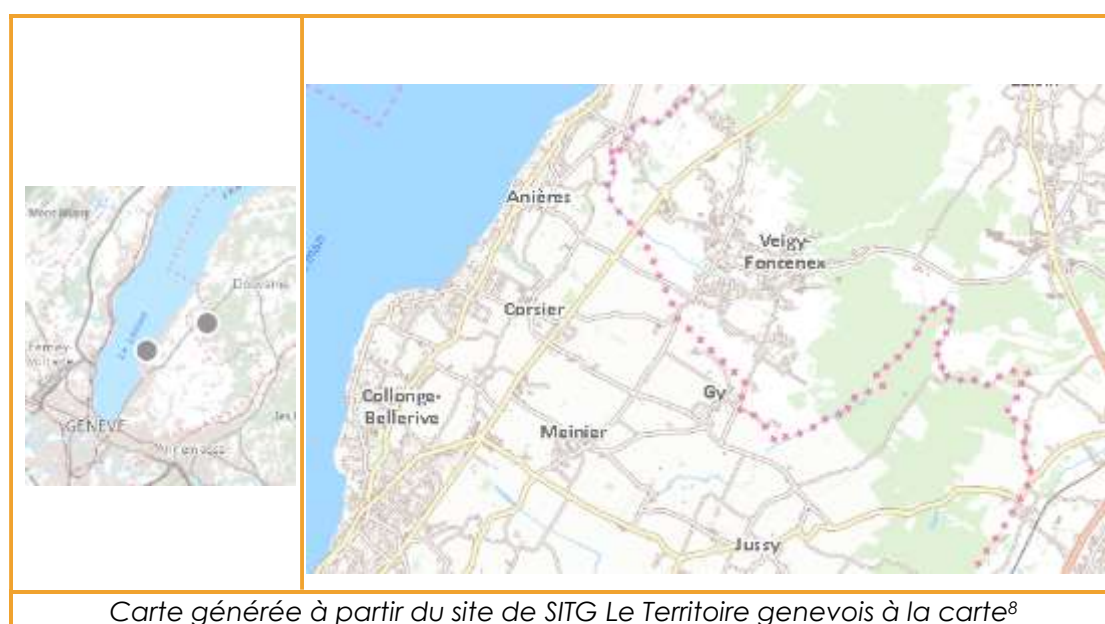 GENÈVE
Douvaine
Anières
Veigy-
Foncenex
Corsier
Collonge-
Bellerive
Gy
Meinier
Jussy
Carte générée à partir du site de SITG Le Territoire genevois à la carte⁸